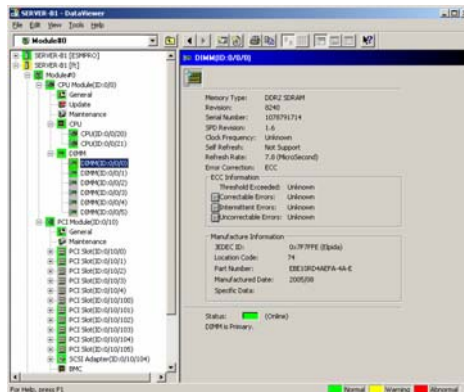 SERVER-B1 - DataViewer
File Edit View Tools Help
Module#0
SERVER-B1 [ESMPRO]
SERVER-B1 [ft]
Module#0
CPU Module(ID:0/0)
General
Update
Maintenance
CPU
CPU(ID:0/0/20)
CPU(ID:0/0/21)
DIMM
DIMM(ID:0/0/0)
DIMM(ID:0/0/1)
DIMM(ID:0/0/2)
DIMM(ID:0/0/3)
DIMM(ID:0/0/4)
DIMM(ID:0/0/5)
PCI Module(ID:0/10)
General
Maintenance
PCI Slot(ID:0/10/0)
PCI Slot(ID:0/10/1)
PCI Slot(ID:0/10/2)
PCI Slot(ID:0/10/3)
PCI Slot(ID:0/10/4)
PCI Slot(ID:0/10/100)
PCI Slot(ID:0/10/101)
PCI Slot(ID:0/10/102)
PCI Slot(ID:0/10/103)
PCI Slot(ID:0/10/104)
PCI Slot(ID:0/10/105)
SCSI Adapter(ID:0/10/104)
BMC
DIMM(ID:0/0/0)
Memory Type: DDR2 SDRAM
Revision: 8240
Serial Number: 1078791714
SPD Revision: 1.6
Clock Frequency: Unknown
Self Refresh: Not Support
Refresh Rate: 7.8 (MicroSecond)
Error Correction: ECC
ECC Information
Threshold Exceeded: Unknown
Correctable Errors: Unknown
Intermittent Errors: Unknown
Uncorrectable Errors: Unknown
Manufacture Information
JEDEC ID: 0x7F7FFE (Elpida)
Location Code: 74
Part Number: EBE10RD4AEFA-4A-E
Manufactured Date: 2005/08
Specific Data:
Status: (Online)
DIMM is Primary.
For Help, press F1
Normal Warning Abnormal